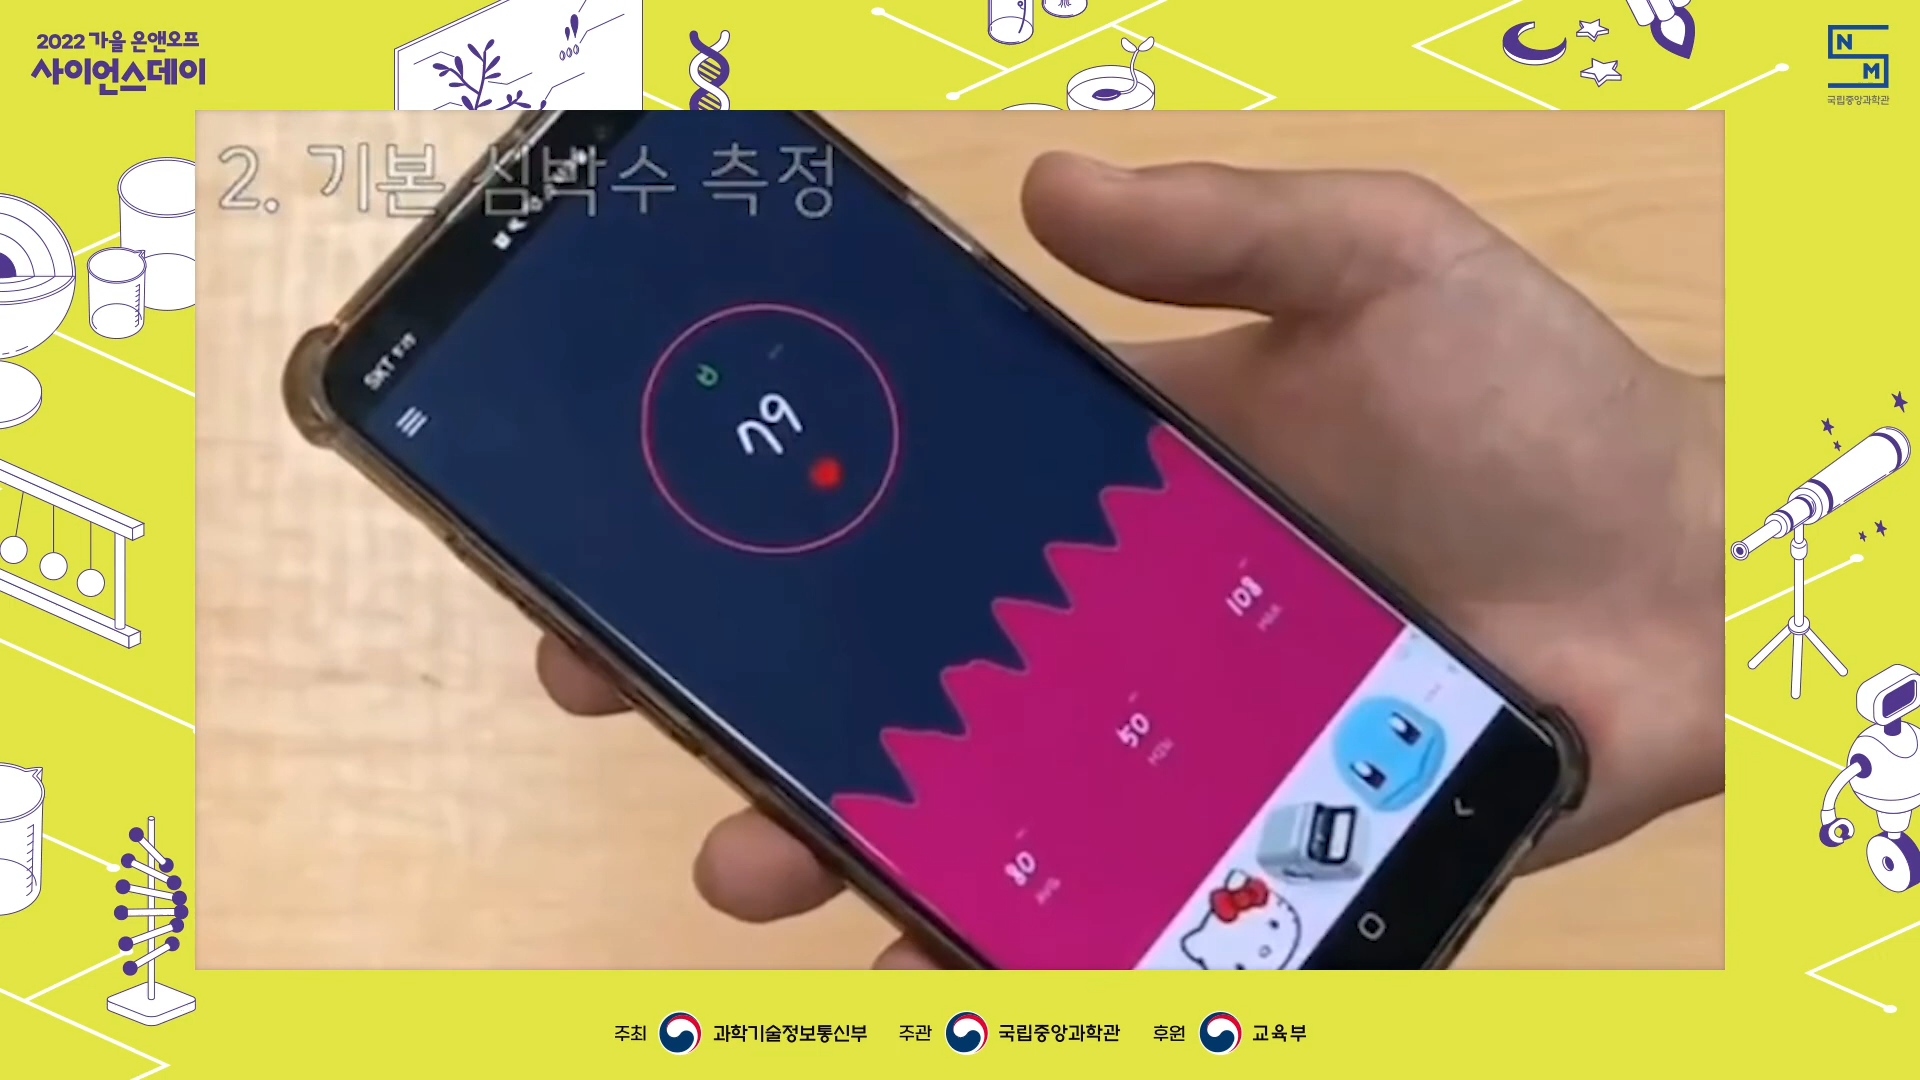 2022 가을 온앤오프
사이언스데이
N
M
국립중앙과학관
2. 기본 심박수 측정
SKT
79
108
MAX
50
MIN
80
AVG
주최 과학기술정보통신부 주관 국립중앙과학관 후원 교육부